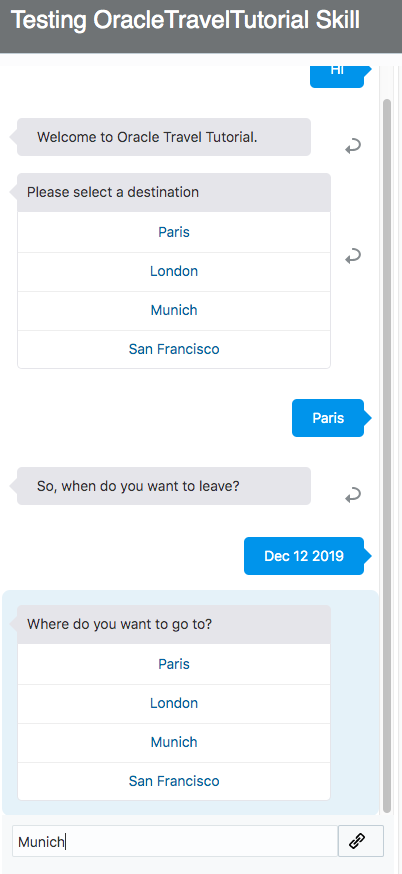 Testing OracleTravelTutorial Skill
Hi
Welcome to Oracle Travel Tutorial.
Please select a destination
Paris
London
Munich
San Francisco
Paris
So, when do you want to leave?
Dec 12 2019
Where do you want to go to?
Paris
London
Munich
San Francisco
Munich